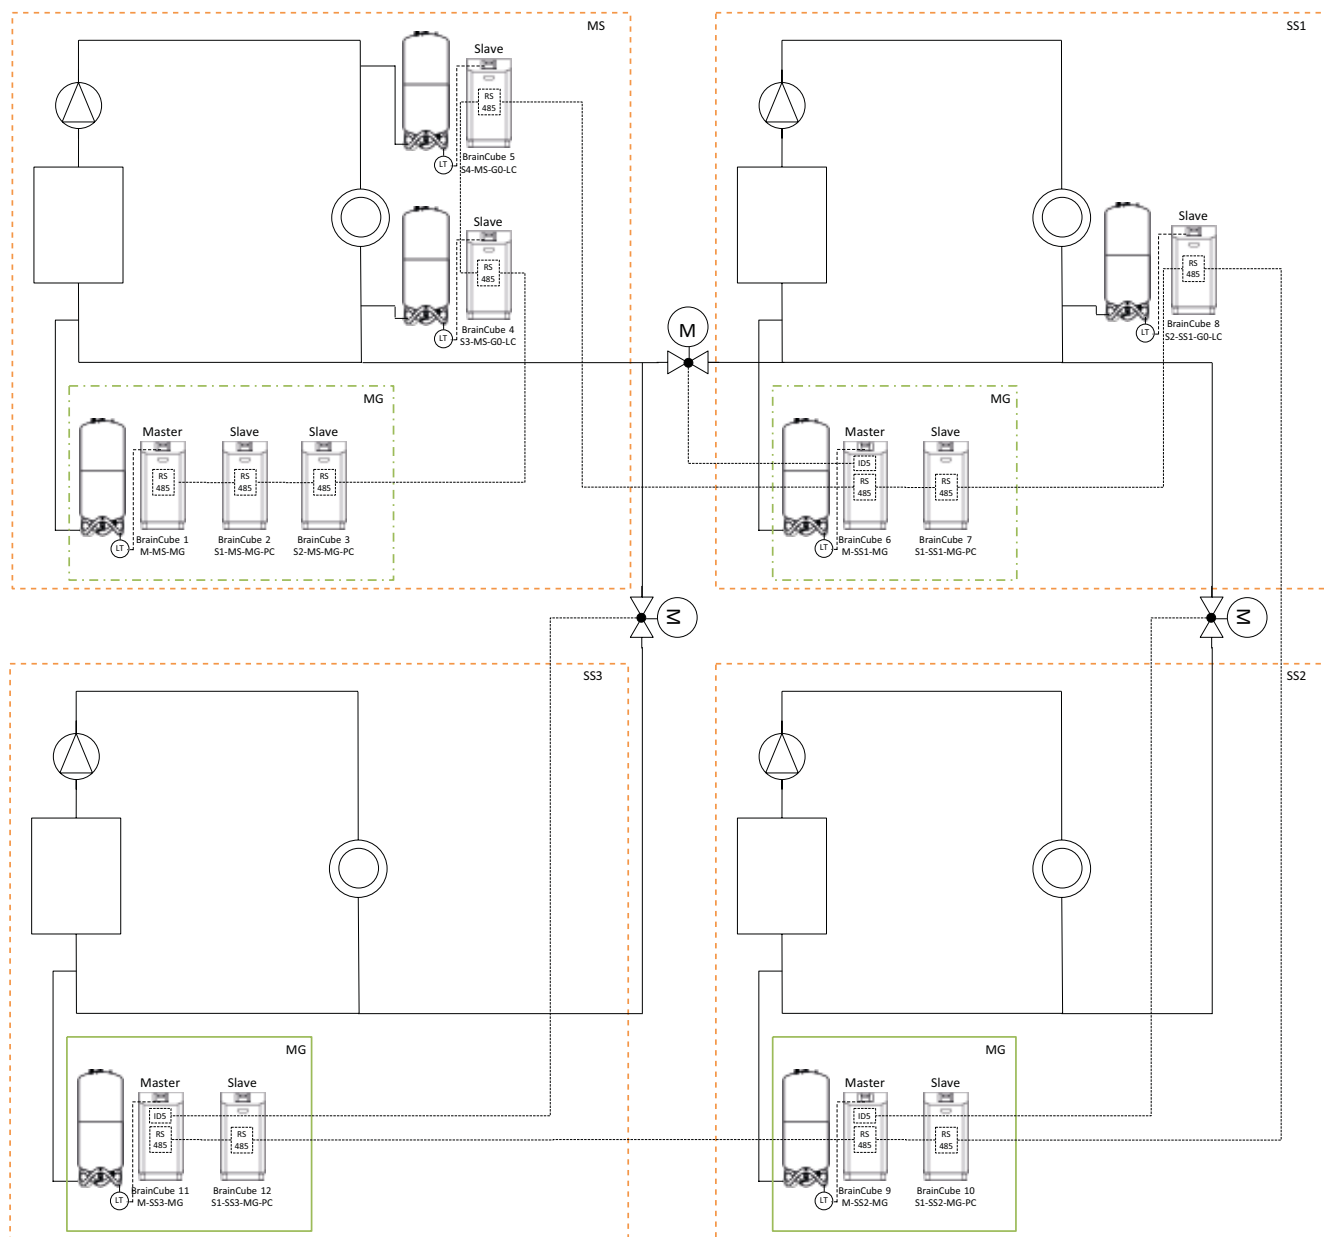 MS
Slave
RS
485
LT
BrainCube 5
S4-MS-G0-LC
Slave
RS
485
LT
BrainCube 4
S3-MS-G0-LC
MG
Master
Slave
Slave
RS
485
RS
485
RS
485
LT
BrainCube 1
M-MS-MG
BrainCube 2
S1-MS-MG-PC
BrainCube 3
S2-MS-MG-PC
M
SS1
Slave
RS
485
LT
BrainCube 8
S2-SS1-G0-LC
MG
Master
Slave
ID5
RS
485
RS
485
LT
BrainCube 6
M-SS1-MG
BrainCube 7
S1-SS1-MG-PC
M
M
SS3
MG
Master
Slave
ID5
RS
485
RS
485
LT
BrainCube 11
M-SS3-MG
BrainCube 12
S1-SS3-MG-PC
SS2
MG
Master
Slave
ID5
RS
485
RS
485
LT
BrainCube 9
M-SS2-MG
BrainCube 10
S1-SS2-MG-PC